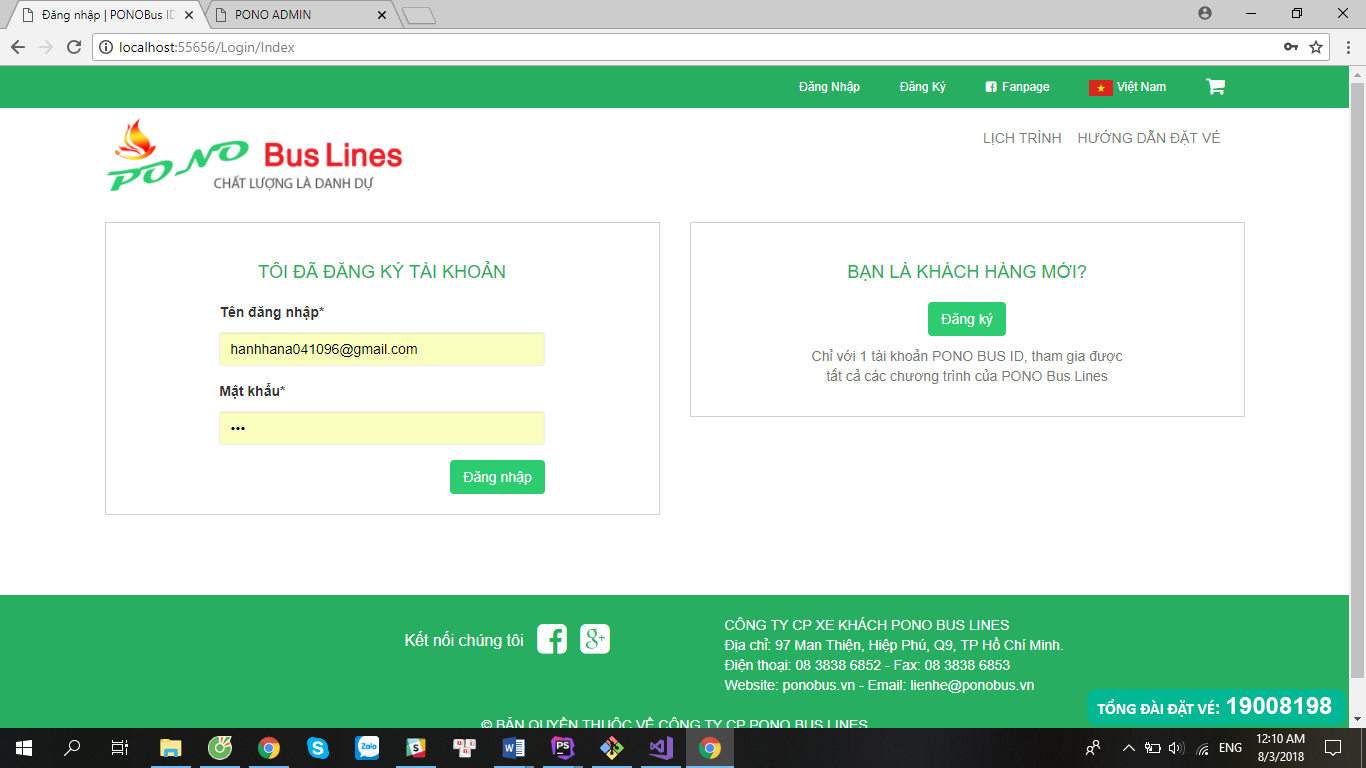 Đăng nhập | PONOBus ID
PONO ADMIN
localhost:55656/Login/Index
Đăng Nhập
Đăng Ký
Fanpage
Việt Nam
PONO Bus Lines
CHẤT LƯỢNG LÀ DANH DỰ
LỊCH TRÌNH
HƯỚNG DẪN ĐẶT VÉ
TÔI ĐÃ ĐĂNG KÝ TÀI KHOẢN
Tên đăng nhập*
hanhhana041096@gmail.com
Mật khẩu*
•••
Đăng nhập
BẠN LÀ KHÁCH HÀNG MỚI?
Đăng ký
Chỉ với 1 tài khoản PONO BUS ID, tham gia được
tất cả các chương trình của PONO Bus Lines
Kết nối chúng tôi
g+
CÔNG TY CP XE KHÁCH PONO BUS LINES
Địa chỉ: 97 Man Thiện, Hiệp Phú, Q9, TP Hồ Chí Minh.
Điện thoại: 08 3838 6852 - Fax: 08 3838 6853
Website: ponobus.vn - Email: lienhe@ponobus.vn
TỔNG ĐÀI ĐẶT VÉ: 19008198
© BẢN QUYỀN THUỘC VỀ CÔNG TY CP PONO BUS LINES
Zalo
PS
ENG
12:10 AM
8/3/2018